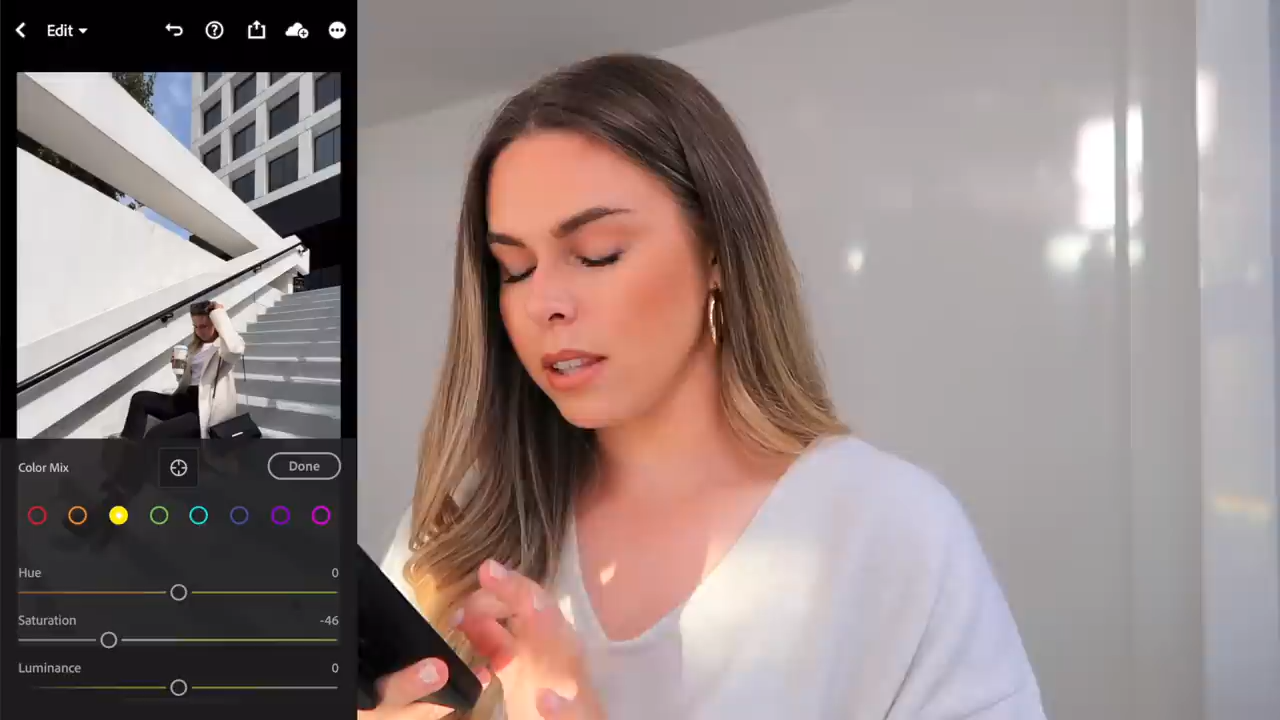 Edit
Color Mix
Done
Hue 0
Saturation -46
Luminance 0